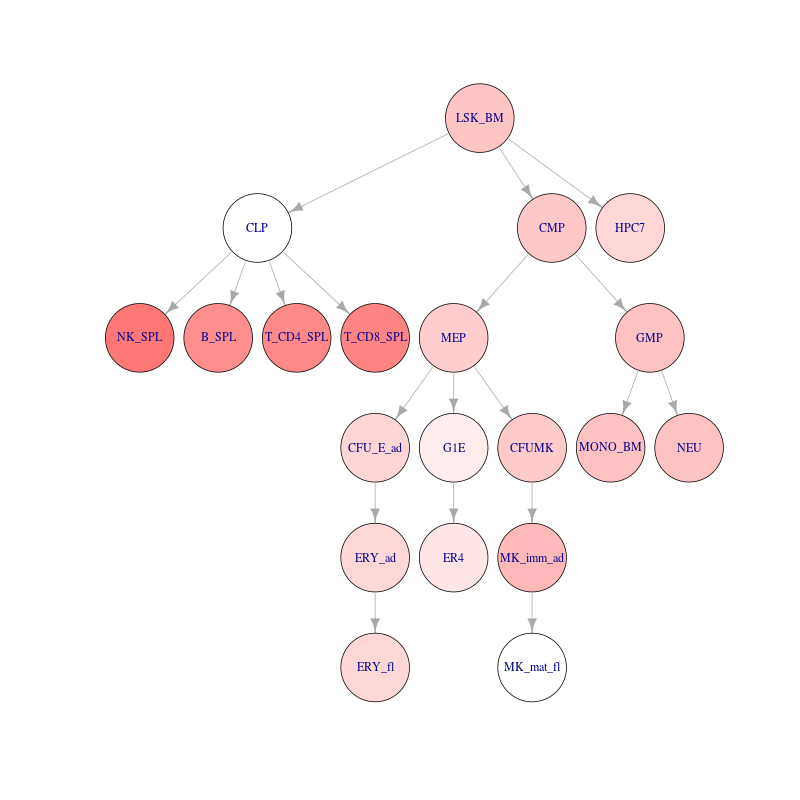 LSK_BM
CLP
CMP
HPC7
NK_SPL
B_SPL
T_CD4_SPL
T_CD8_SPL
MEP
GMP
CFU_E_ad
G1E
CFUMK
MONO_BM
NEU
ERY_ad
ER4
MK_imm_ad
ERY_fl
MK_mat_fl